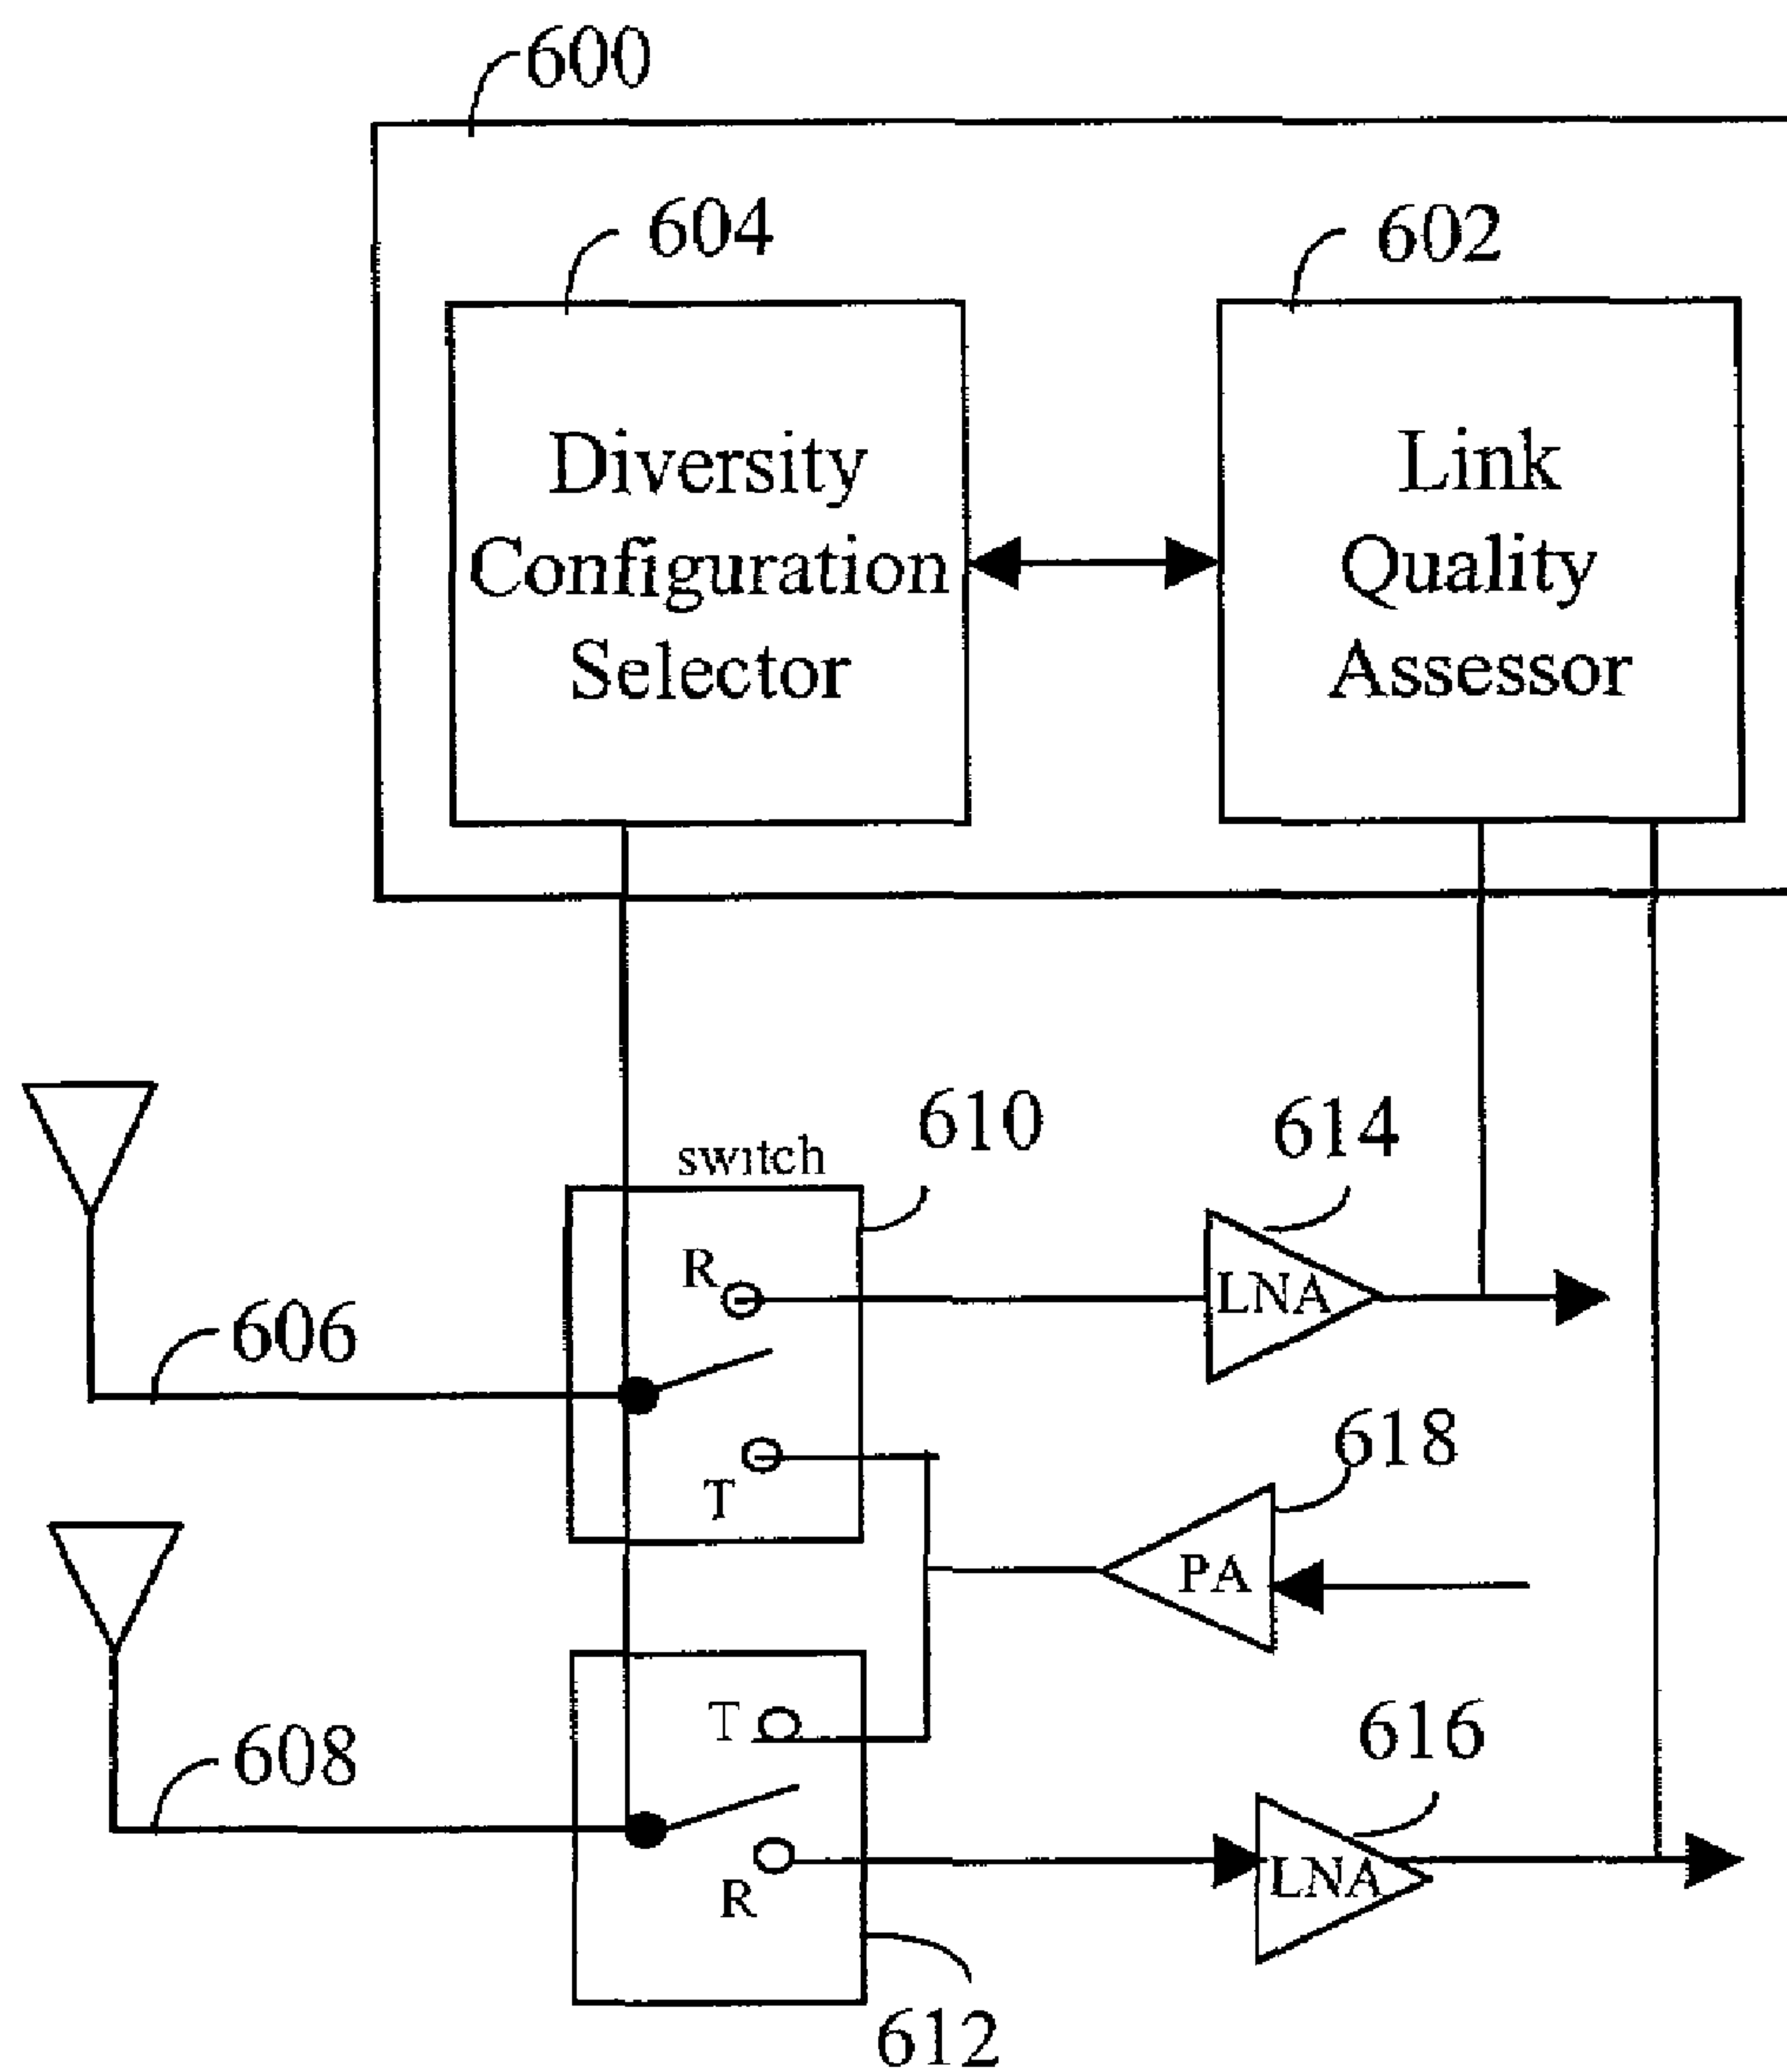 600
604
602
Diversity
Configuration
Selector
Link
Quality
Assessor
610
614
switch
R
LNA
606
618
T
PA
T
616
608
LNA
R
612